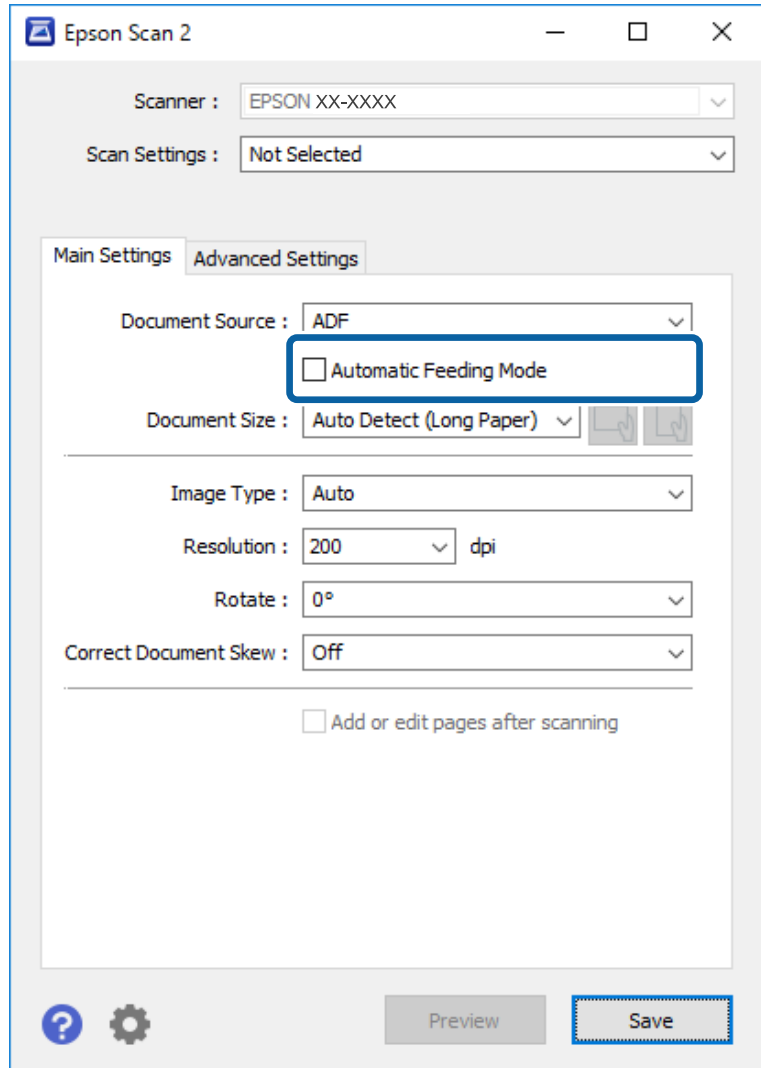 Epson Scan 2
Scanner : EPSON XX-XXXX
Scan Settings : Not Selected
Main Settings Advanced Settings
Document Source : ADF
Automatic Feeding Mode
Document Size : Auto Detect (Long Paper)
Image Type : Auto
Resolution : 200 dpi
Rotate : 0°
Correct Document Skew : Off
Add or edit pages after scanning
? Preview Save